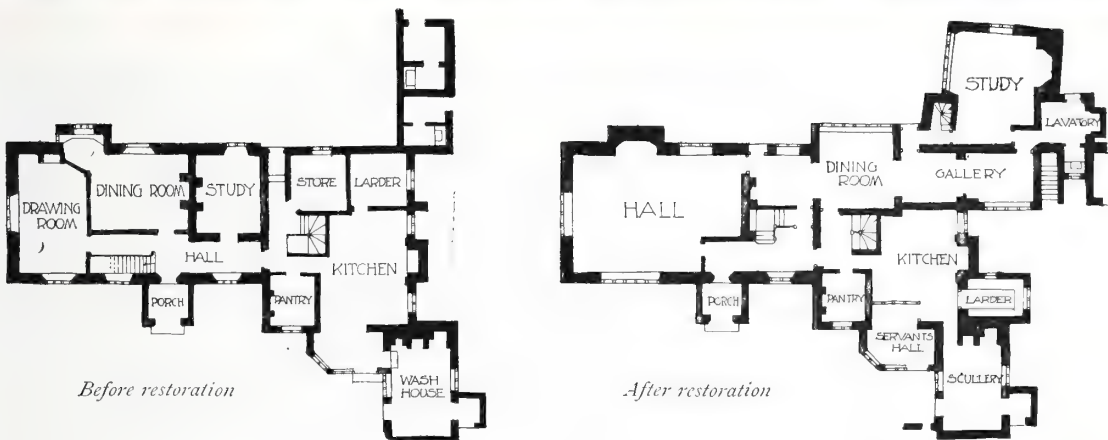 DRAWING
ROOM
DINING ROOM
STUDY
STORE
LARDER
HALL
PORCH
PANTRY
KITCHEN
WASH
HOUSE
Before restoration
HALL
DINING
ROOM
STUDY
LAVATORY
GALLERY
KITCHEN
PORCH
PANTRY
LARDER
SERVANTS
HALL
SCULLERY
After restoration